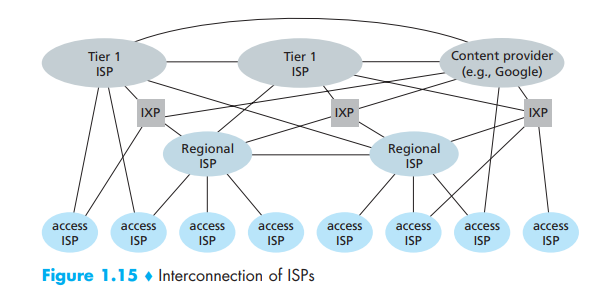 Tier 1
ISP
Tier 1
ISP
Content provider
(e.g., Google)
IXP
IXP
IXP
Regional
ISP
Regional
ISP
access
ISP
access
ISP
access
ISP
access
ISP
access
ISP
access
ISP
access
ISP
access
ISP
Figure 1.15 ♦ Interconnection of ISPs